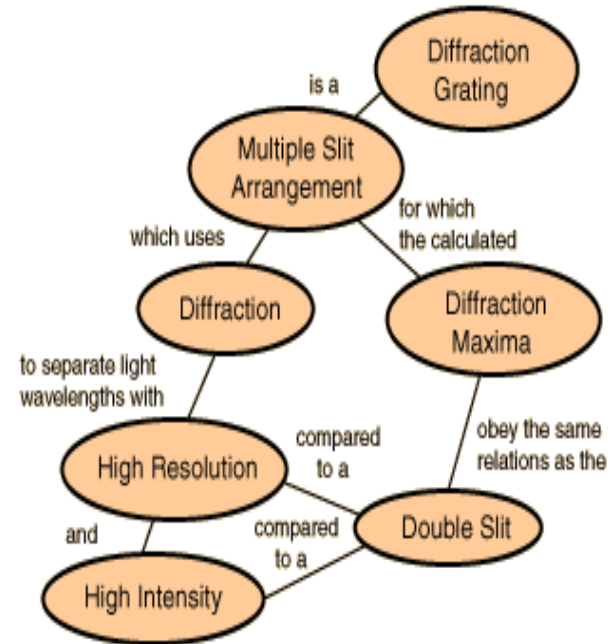 Diffraction
Grating
is a
Multiple Slit
Arrangement
which uses
for which
the calculated
Diffraction
Diffraction
Maxima
to separate light
wavelengths with
obey the same
relations as the
High Resolution
compared
to a
and
compared
to a
Double Slit
High Intensity